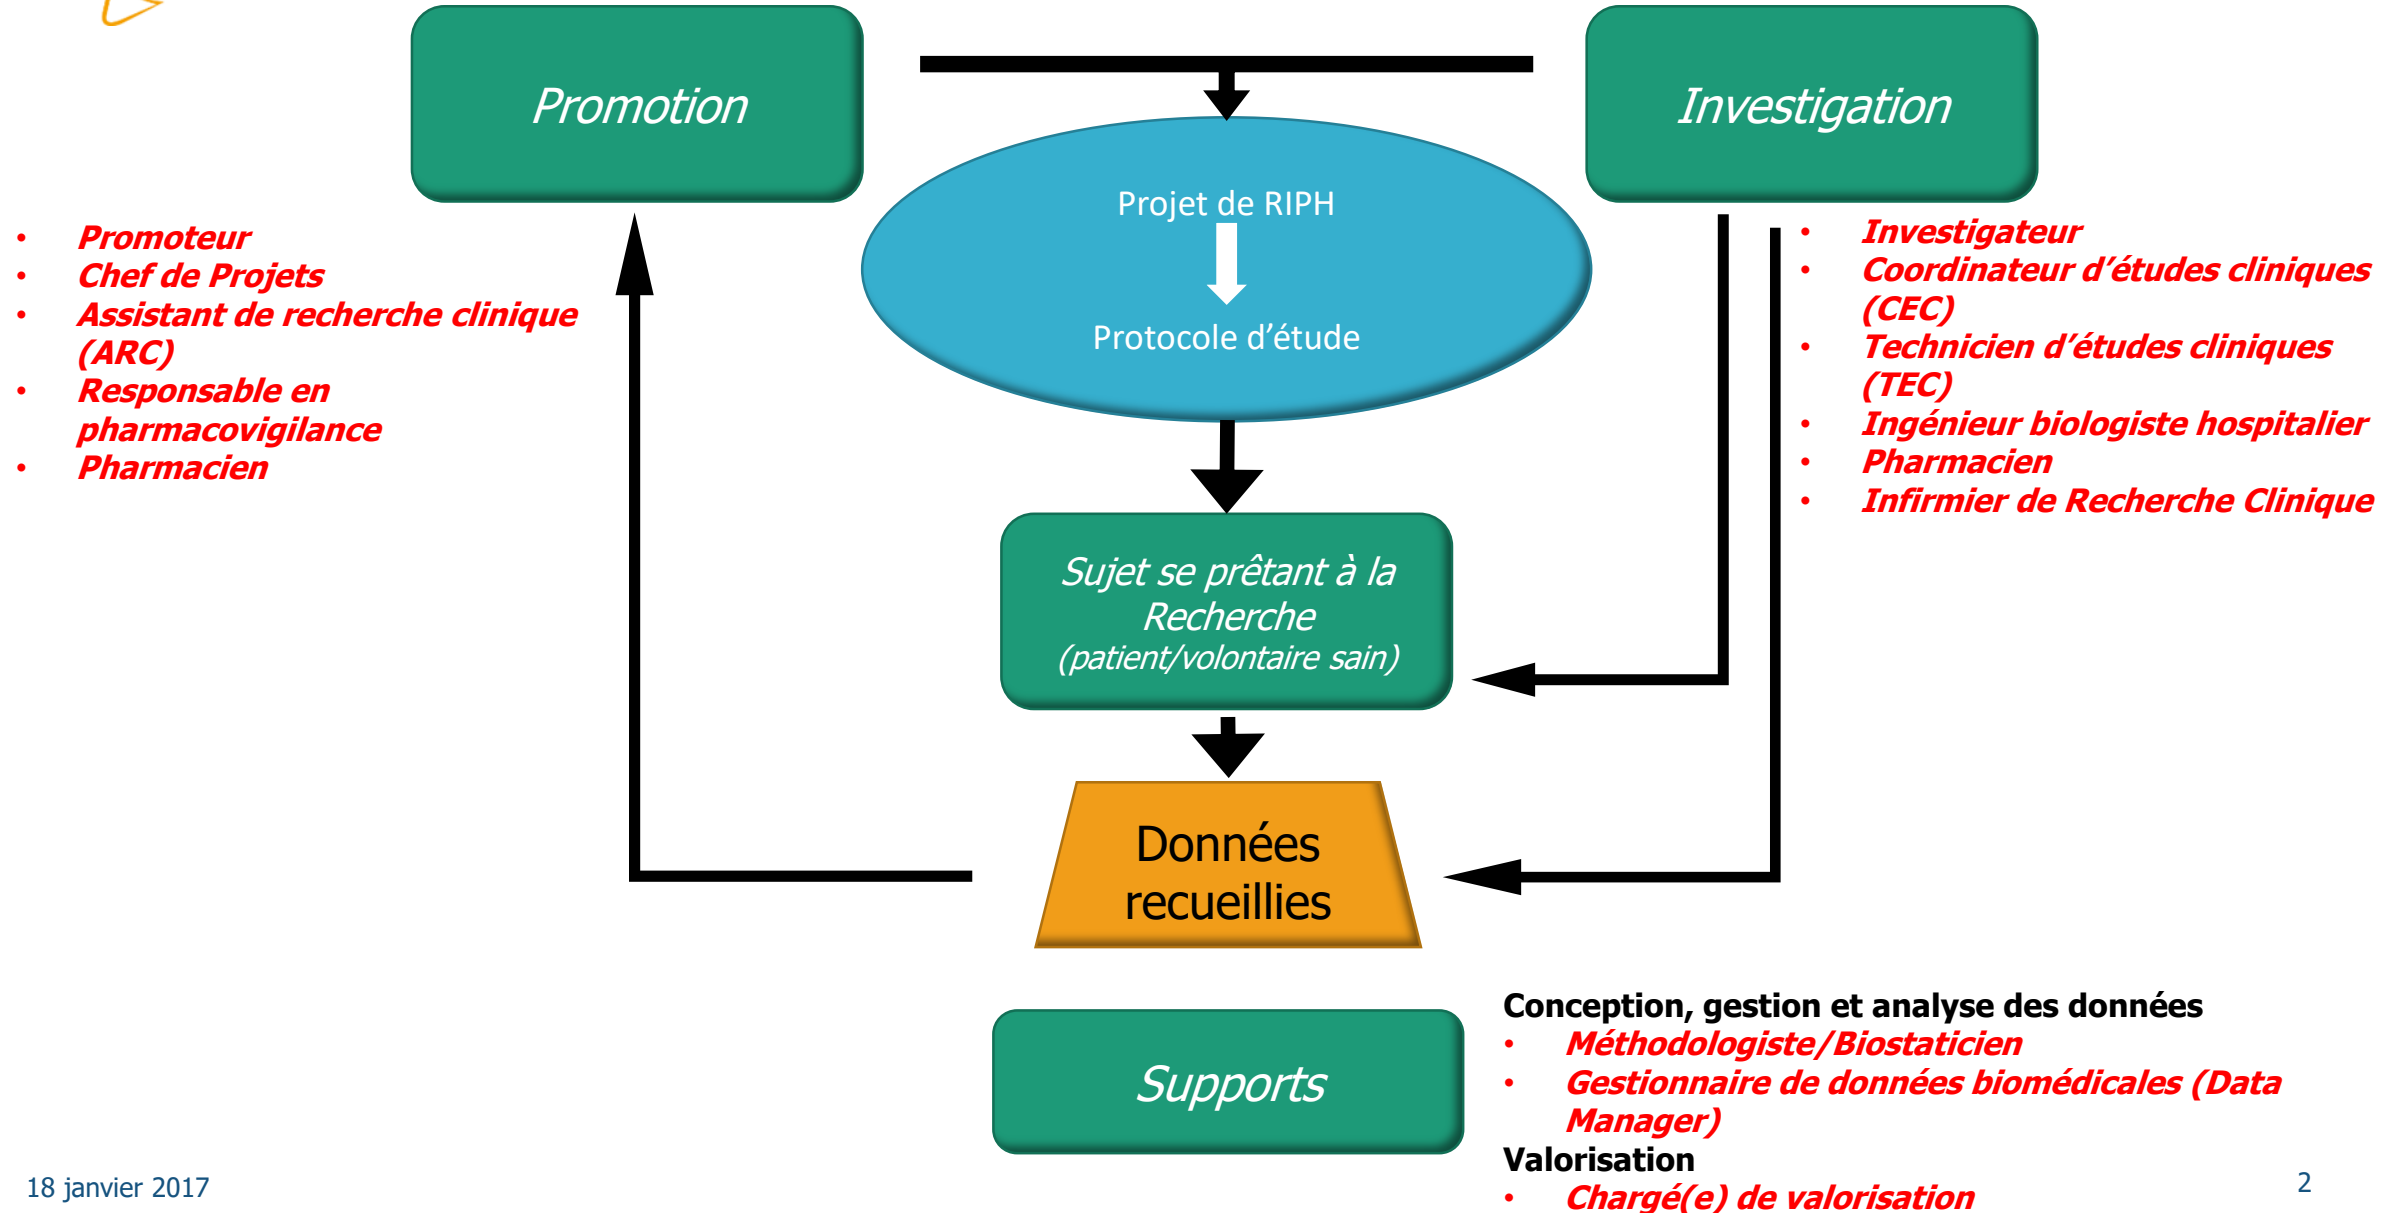 Promotion
Investigation
Projet de RIPH
Protocole d'étude
• Promoteur
• Chef de Projets
• Assistant de recherche clinique
(ARC)
• Responsable en
pharmacovigilance
• Pharmacien
• Investigateur
• Coordinateur d'études cliniques
(CEC)
• Technicien d'études cliniques
(TEC)
• Ingénieur biologiste hospitalier
• Pharmacien
• Infirmier de Recherche Clinique
Sujet se prêtant à la
Recherche
(patient/volontaire sain)
Données
recueillies
Supports
Conception, gestion et analyse des données
• Méthodologiste/Biostaticien
• Gestionnaire de données biomédicales (Data
Manager)
Valorisation
• Chargé(e) de valorisation
18 janvier 2017
2